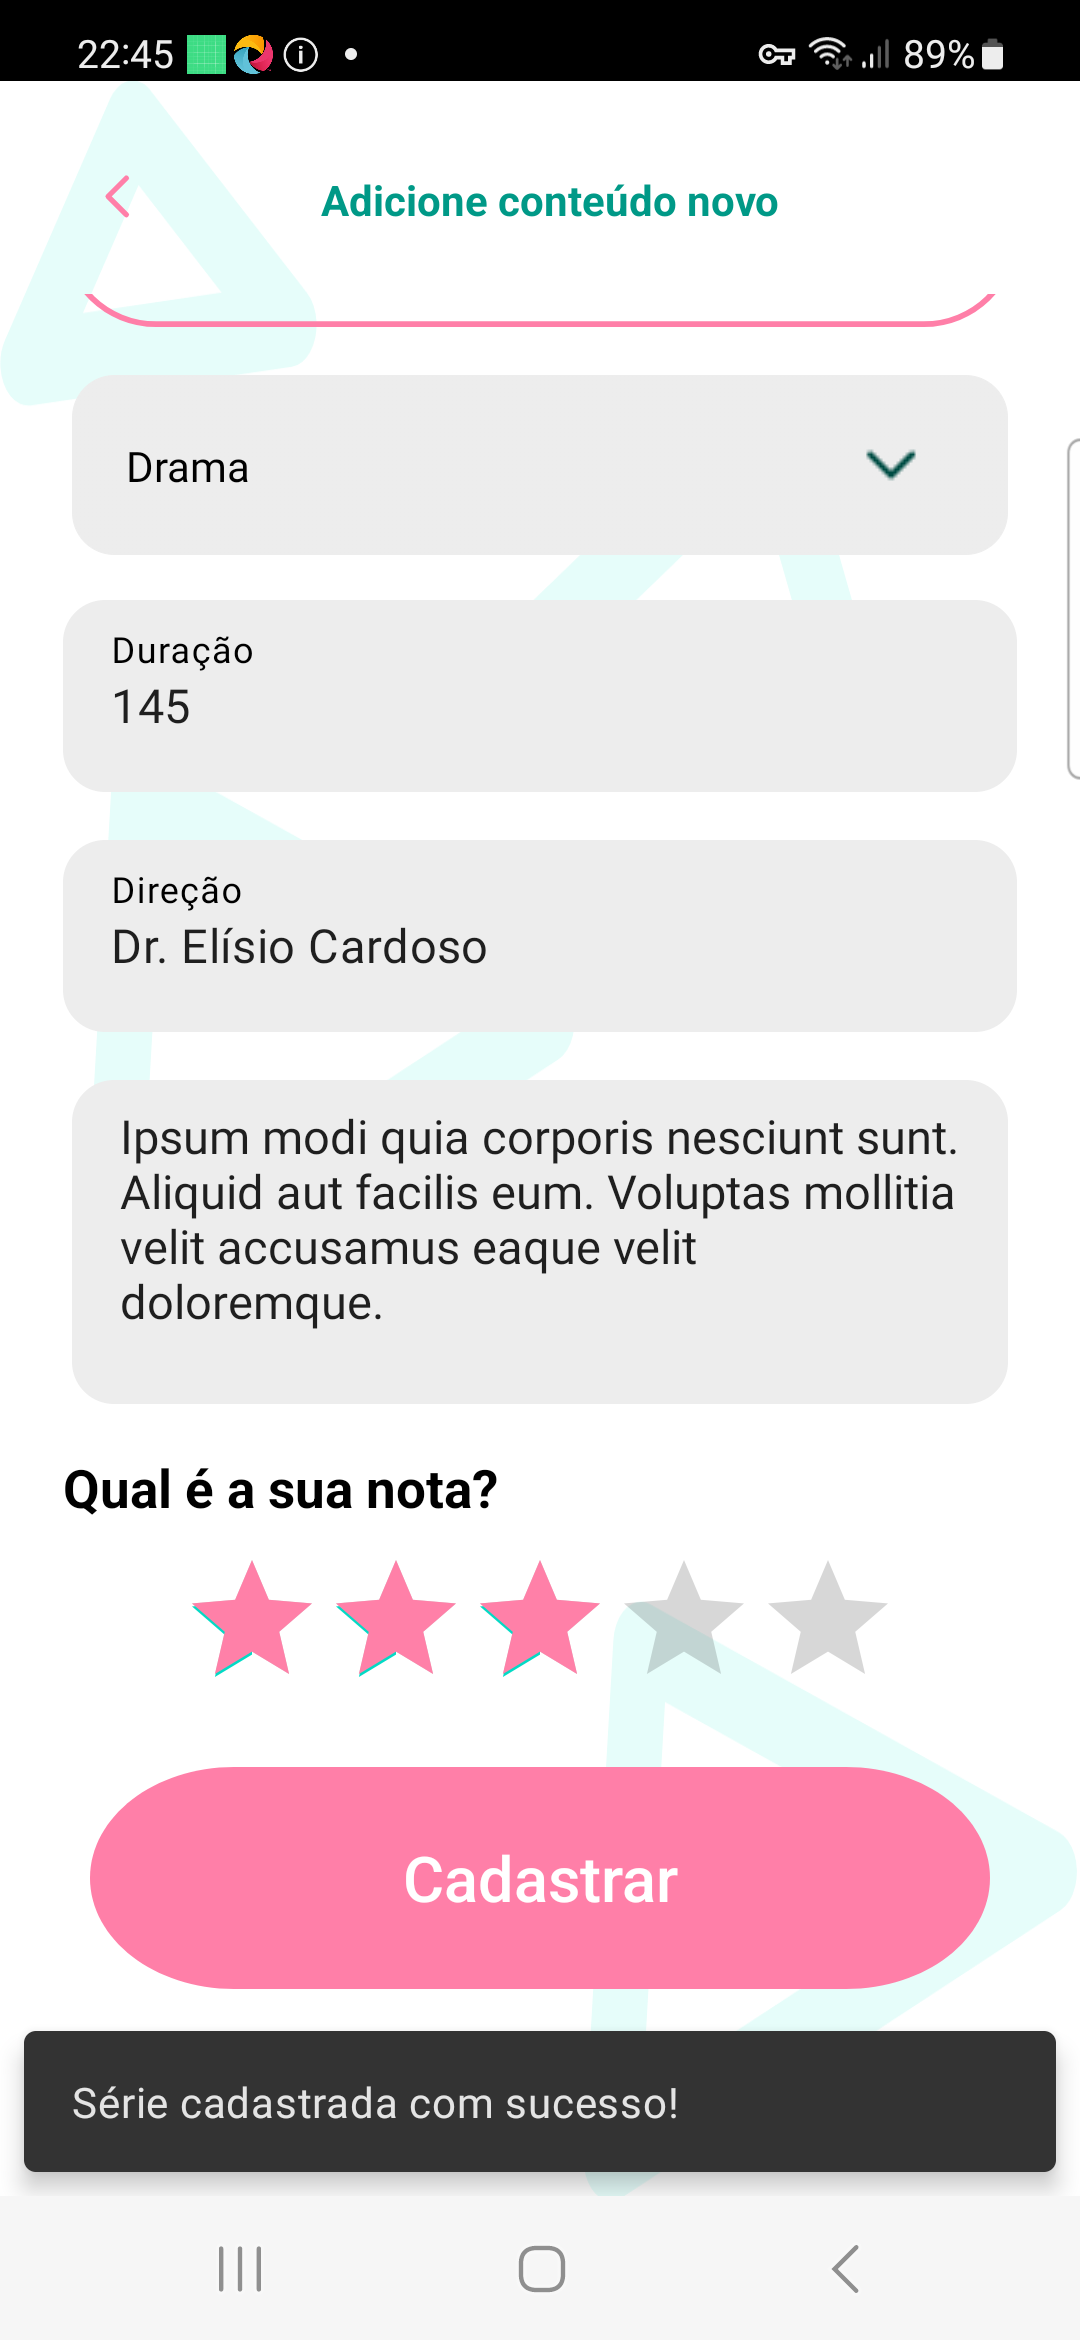 22:45
89%
Adicione conteúdo novo
Drama
Duração
145
Direção
Dr. Elísio Cardoso
Ipsum modi quia corporis nesciunt sunt.
Aliquid aut facilis eum. Voluptas mollitia
velit accusamus eaque velit
doloremque.
Qual é a sua nota?
Cadastrar
Série cadastrada com sucesso!